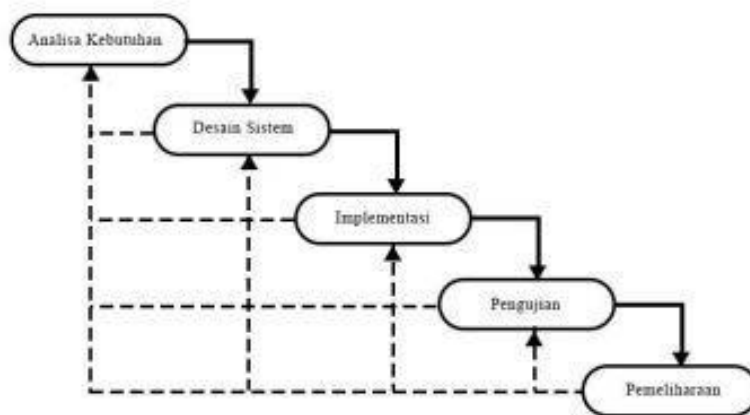 Analisa Kebutuhan
Desain Sistem
Implementasi
Pengujian
Pemeliharaan